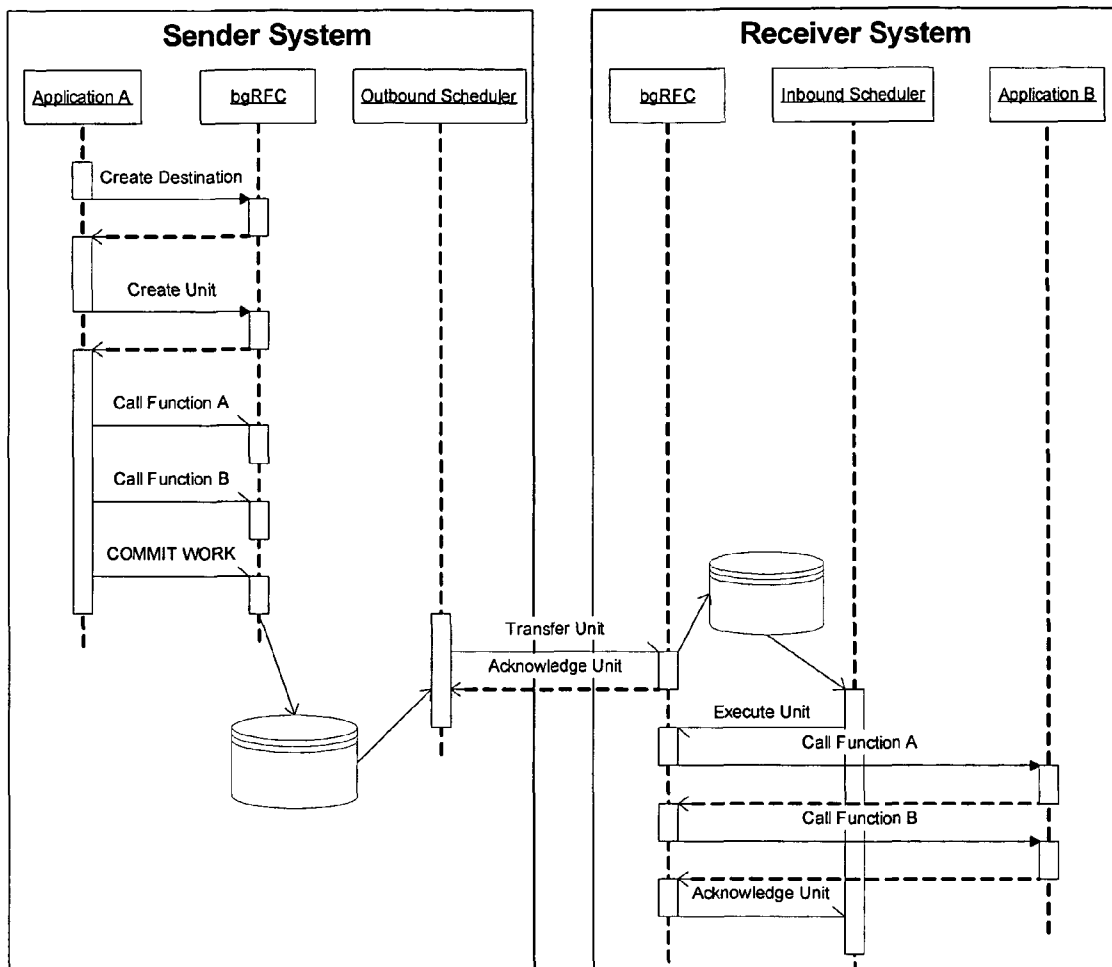 Sender System
Receiver System
Application A
bgRFC
Outbound Scheduler
bgRFC
Inbound Scheduler
Application B
Create Destination
Create Unit
Call Function A
Call Function B
COMMIT WORK
Transfer Unit
Acknowledge Unit
Execute Unit
Call Function A
Call Function B
Acknowledge Unit